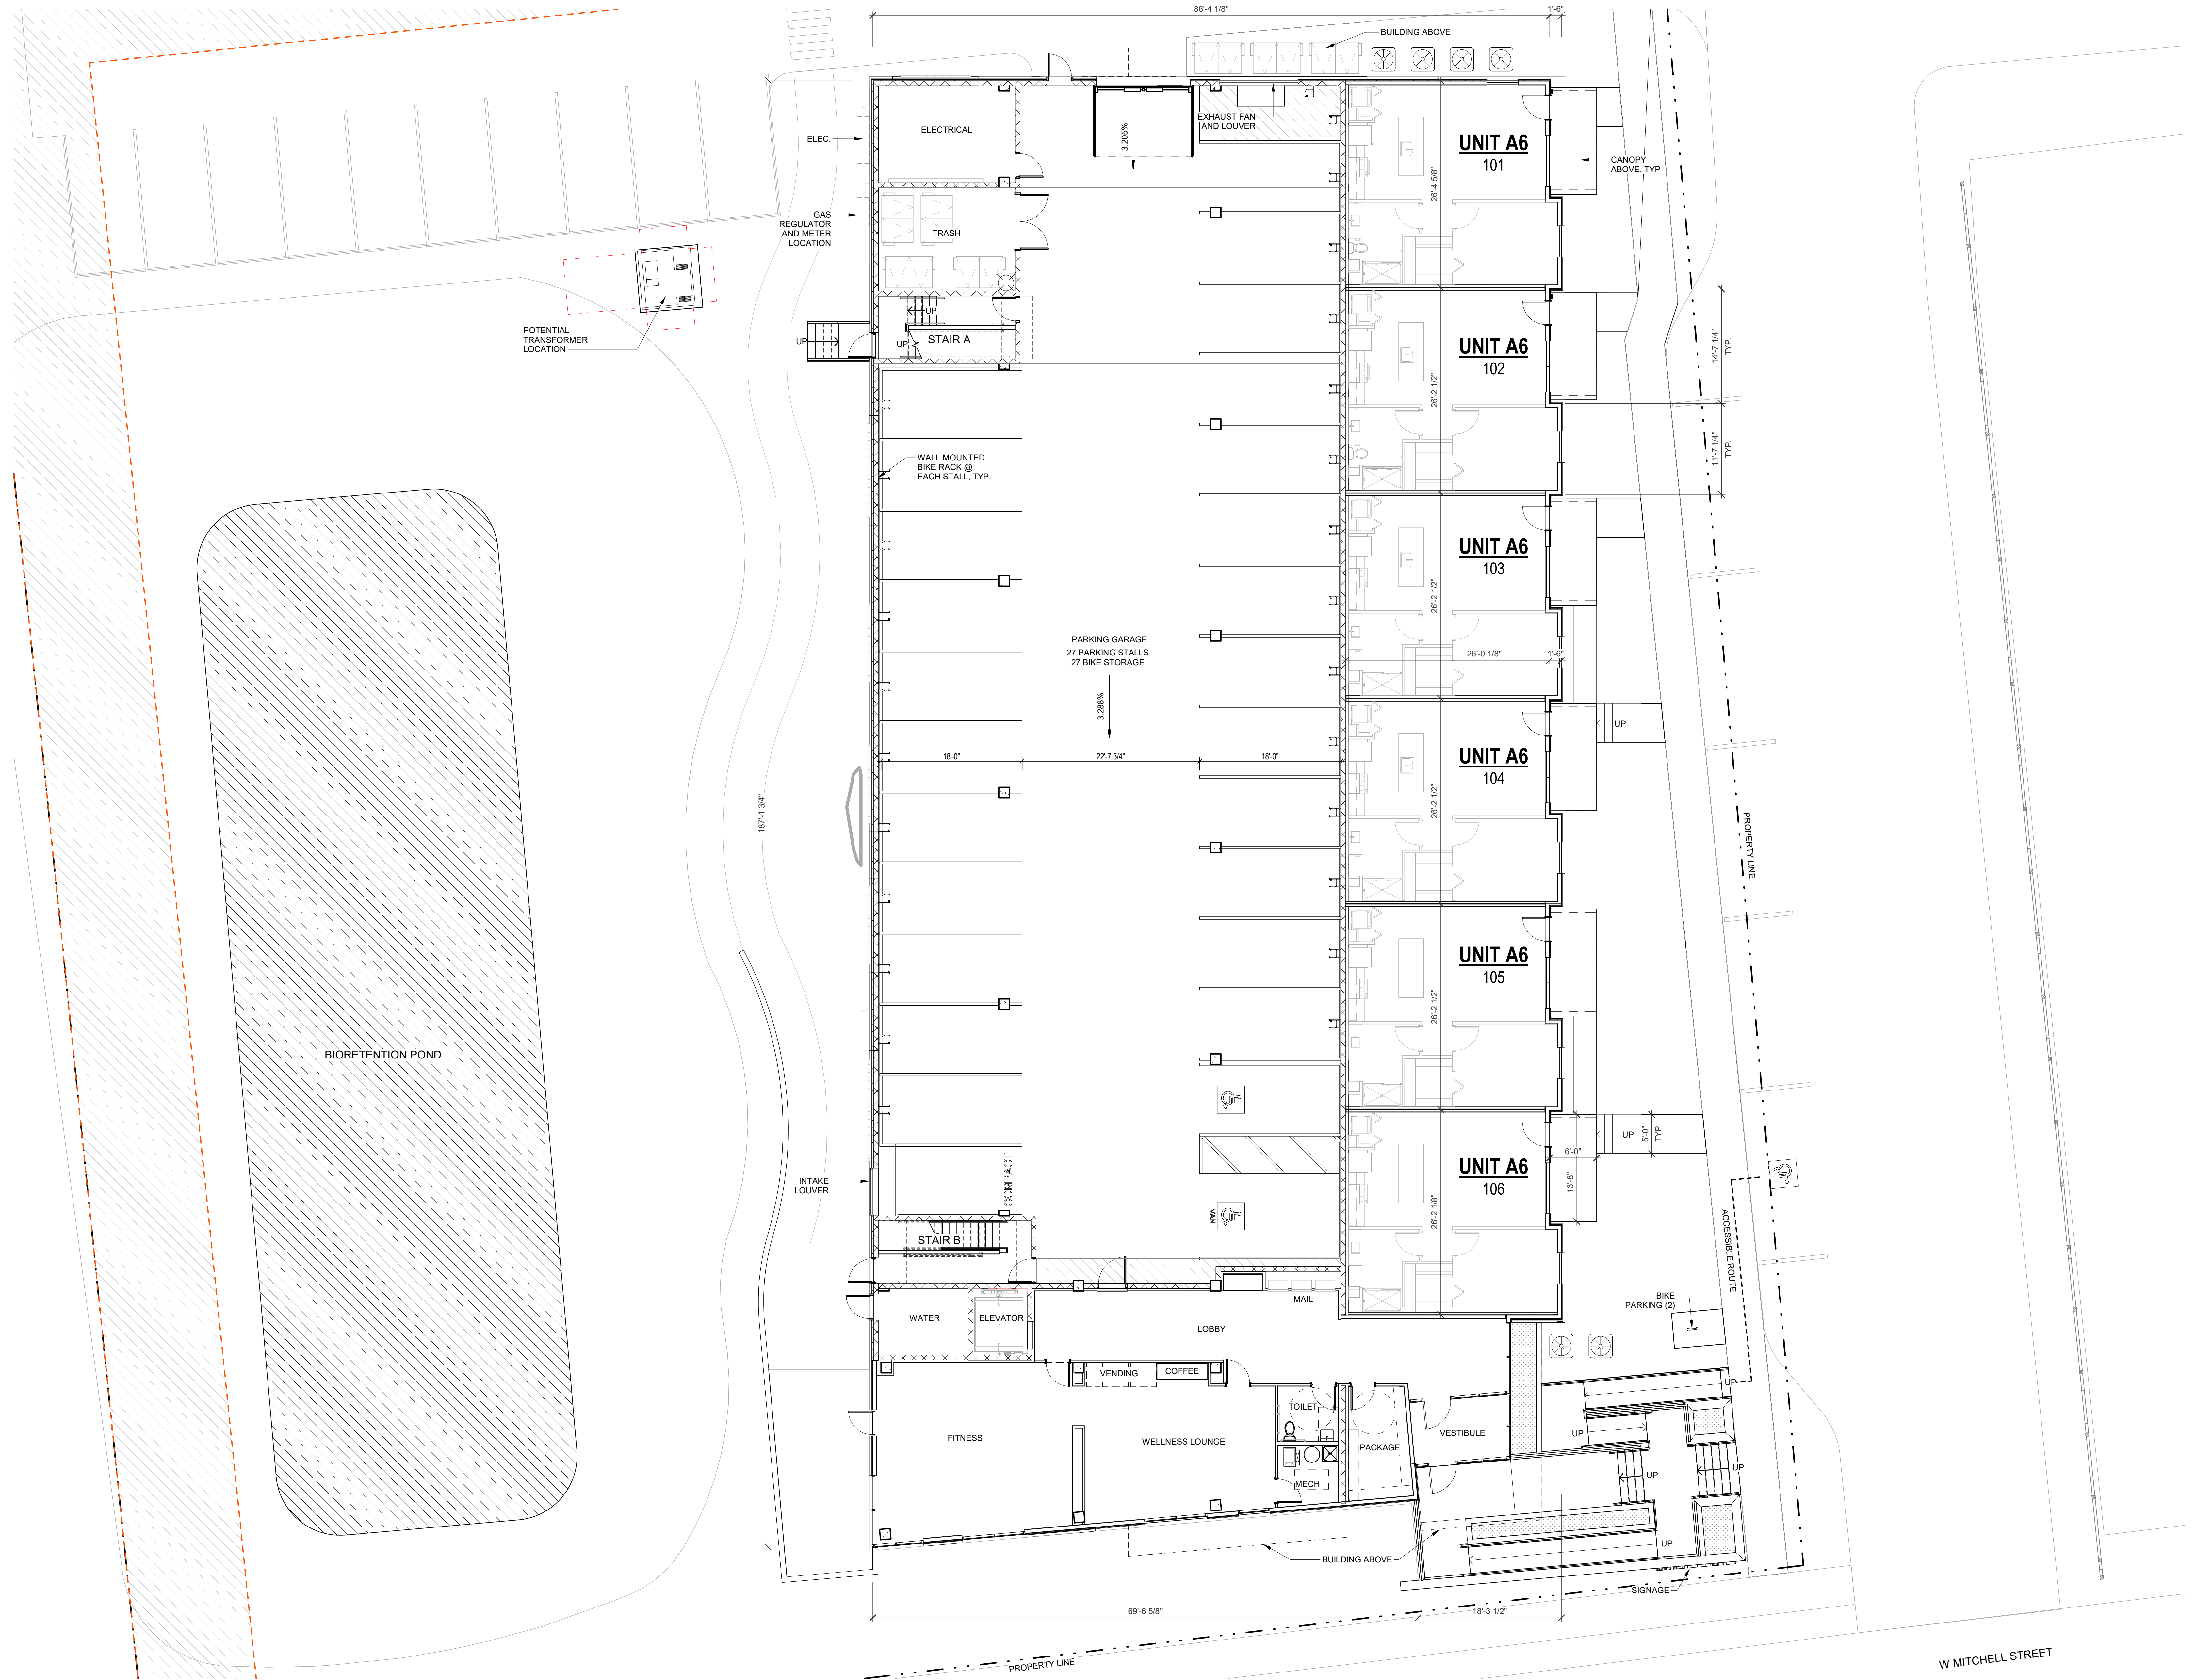 86'-4 1/8"
1'-6"
BUILDING ABOVE
ELECTRICAL
ELEC.
3.205%
EXHAUST FAN
AND LOUVER
UNIT A6
101
CANOPY
ABOVE, TYP
26'-4 5/8"
GAS
REGULATOR
AND METER
LOCATION
TRASH
POTENTIAL
TRANSFORMER
LOCATION
UP
UP
UP
STAIR A
UNIT A6
102
26'-2 1/2"
14'-7 1/4"
TYP.
11'-7 1/4"
TYP.
WALL MOUNTED
BIKE RACK @
EACH STALL, TYP.
UNIT A6
103
26'-2 1/2"
PARKING GARAGE
27 PARKING STALLS
27 BIKE STORAGE
3.288%
26'-0 1/8"
1'-6"
UP
18'-0"
22'-7 3/4"
18'-0"
UNIT A6
104
26'-2 1/2"
187'-1 3/4"
PROPERTY LINE
UNIT A6
105
26'-2 1/2"
BIORETENTION POND
UP
5'-0"
TYP
6'-0"
13'-8"
UNIT A6
106
26'-2 1/8"
COMPACT
INTAKE
LOUVER
VAN
ACCESSIBLE ROUTE
STAIR B
BIKE
PARKING (2)
MAIL
WATER
ELEVATOR
LOBBY
VENDING
COFFEE
UP
TOILET
UP
VESTIBULE
FITNESS
WELLNESS LOUNGE
PACKAGE
UP
UP
MECH
UP
BUILDING ABOVE
SIGNAGE
69'-6 5/8"
18'-3 1/2"
PROPERTY LINE
W MITCHELL STREET